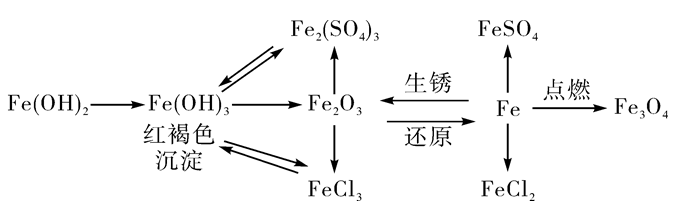 Fe₂(SO₄)₃ FeSO₄
Fe(OH)₂ Fe(OH)₃ Fe₂O₃ 生锈 Fe 点燃 Fe₃O₄
还原
红褐色
沉淀
FeCl₃ FeCl₂